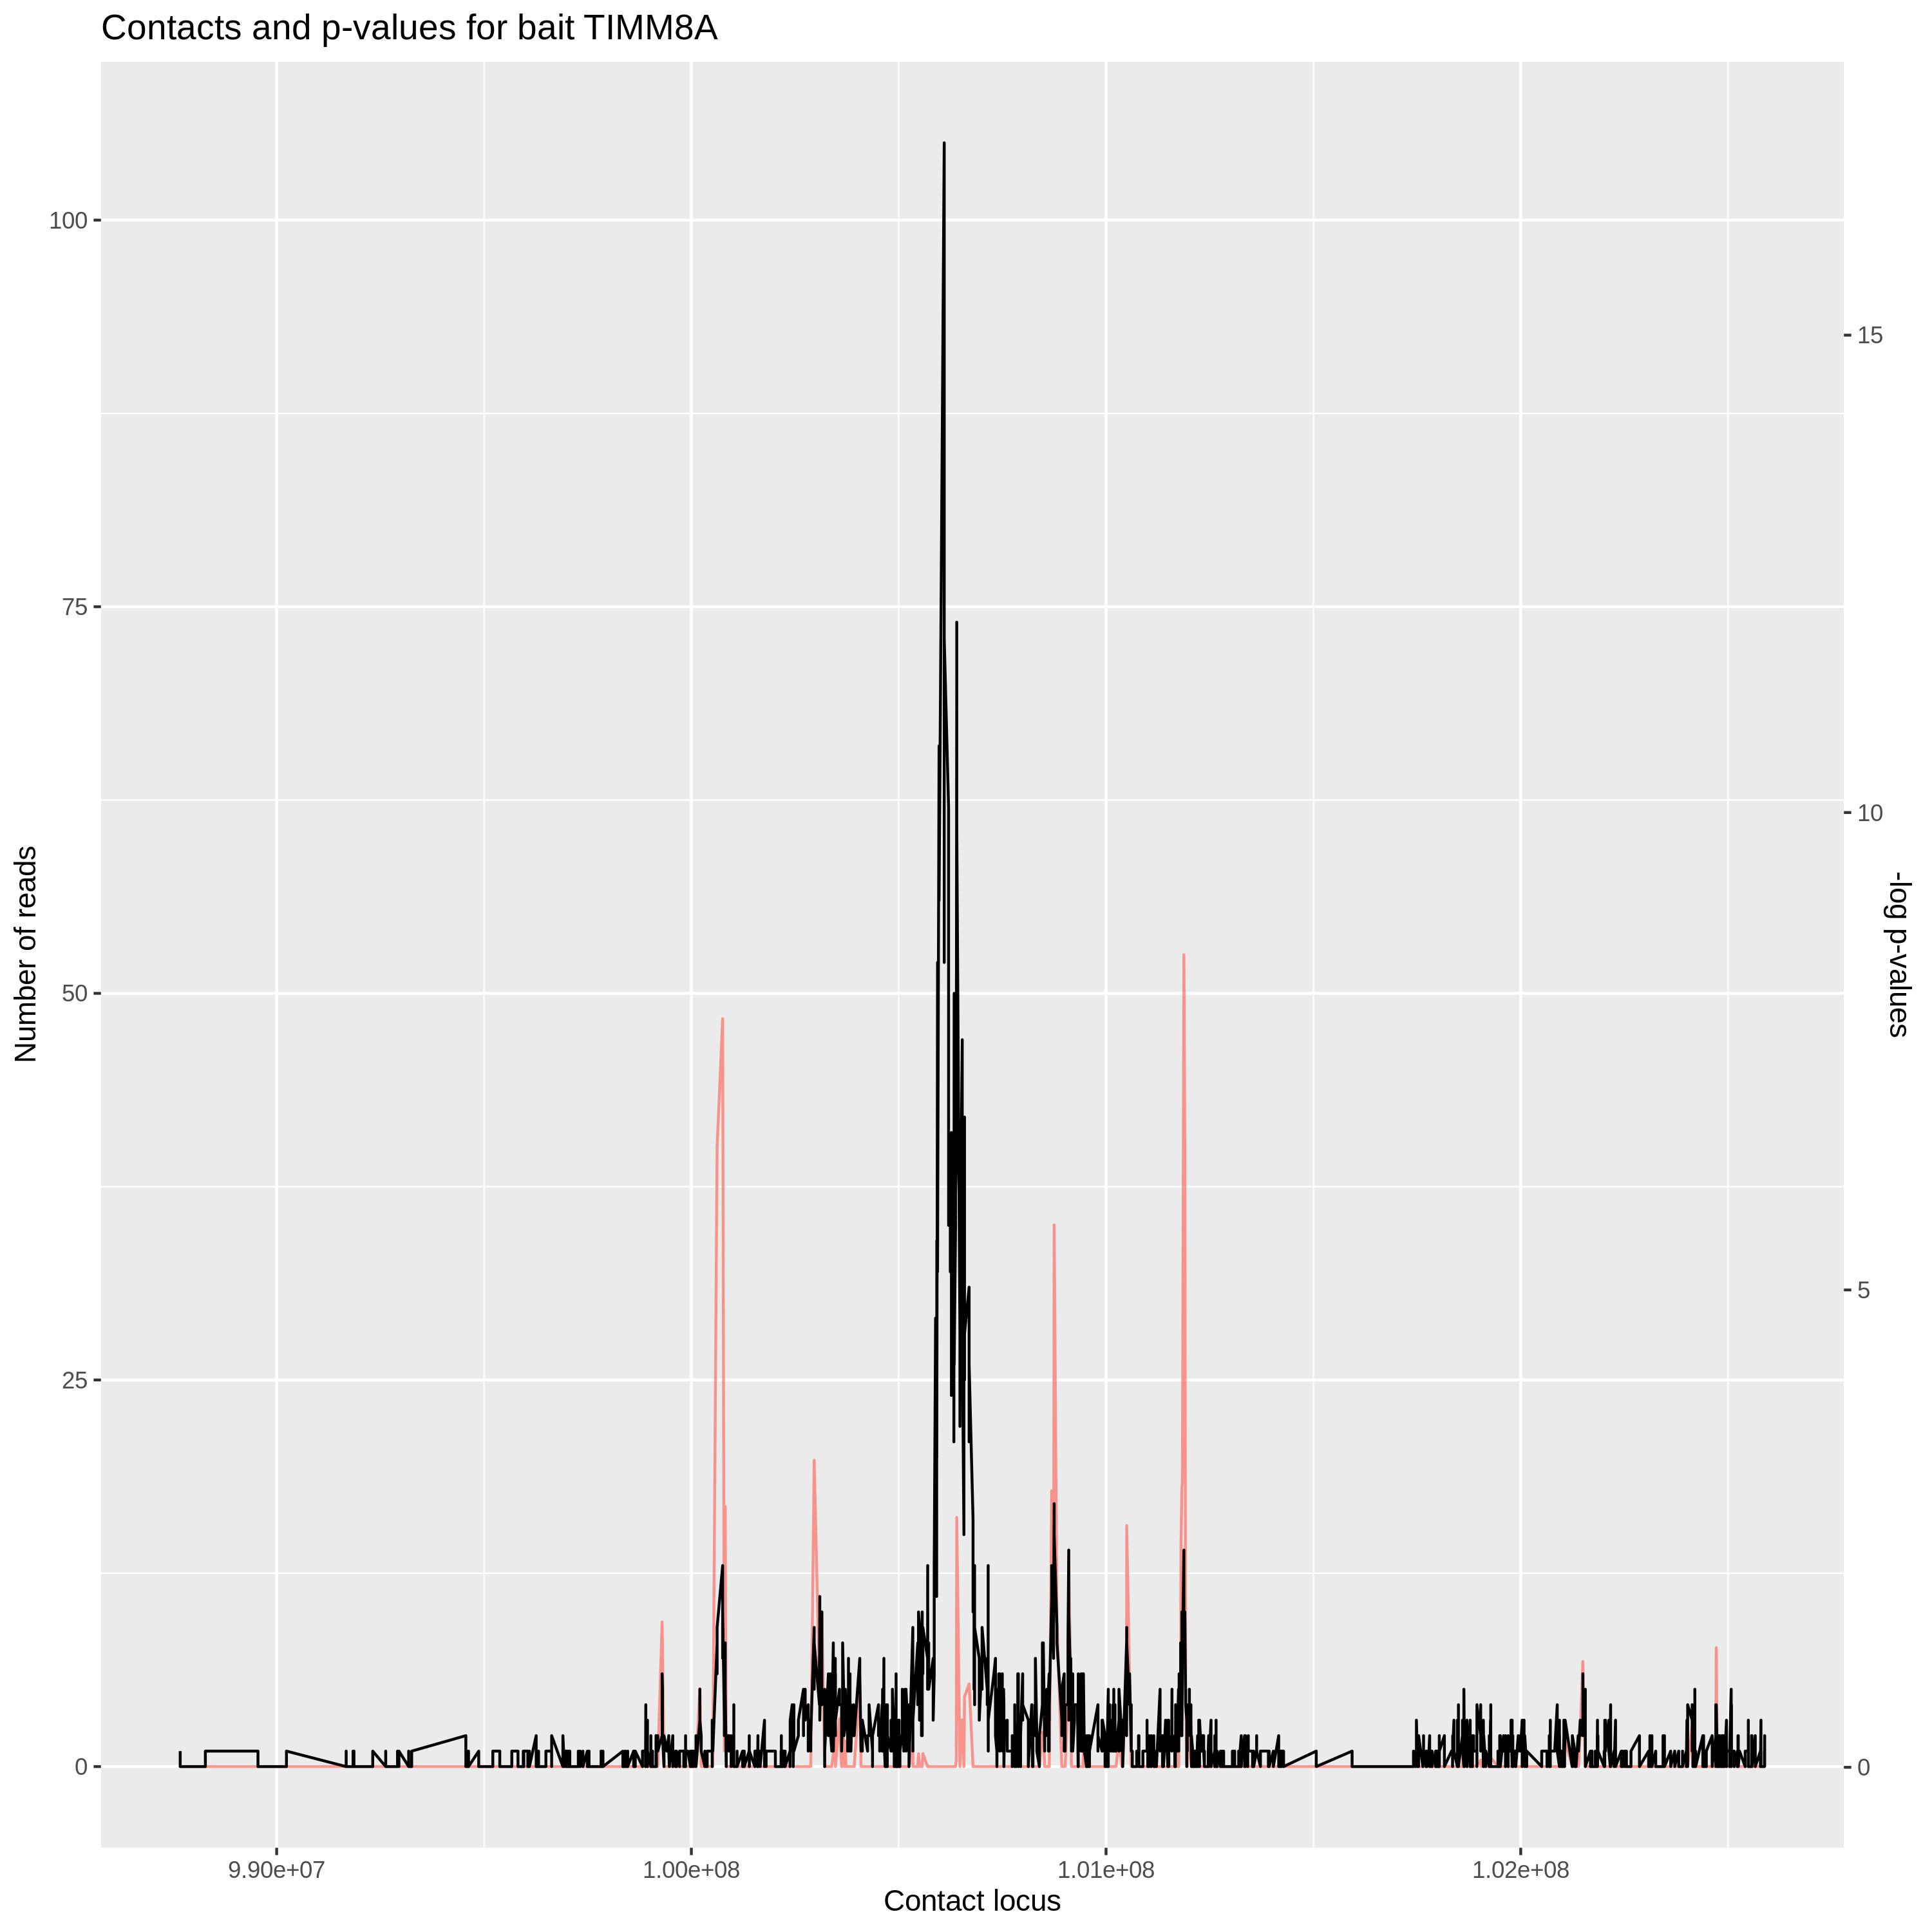 Contacts and p-values for bait TIMM8A
100
75
50
25
0
Number of reads
15
10
5
0
-log p-values
9.90e+07
1.00e+08
1.01e+08
1.02e+08
Contact locus